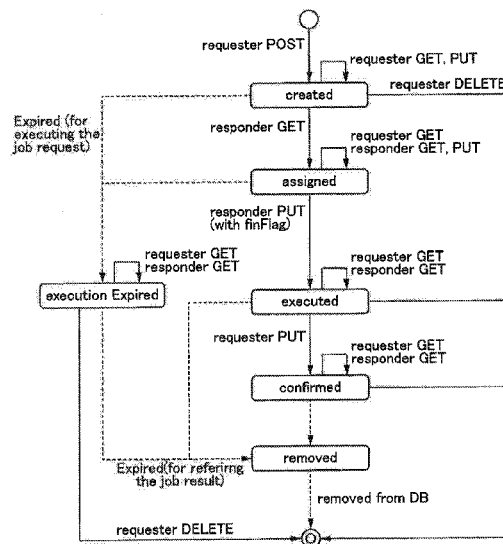 requester POST
requester GET, PUT
created
requester DELETE
Expired (for
executing the
job request)
responder GET
requester GET
responder GET, PUT
assigned
responder PUT
(with finFlag)
requester GET
responder GET
execution Expired
requester GET
responder GET
executed
requester PUT
requester GET
responder GET
confirmed
removed
Expired(for referirng
the job result)
removed from DB
requester DELETE